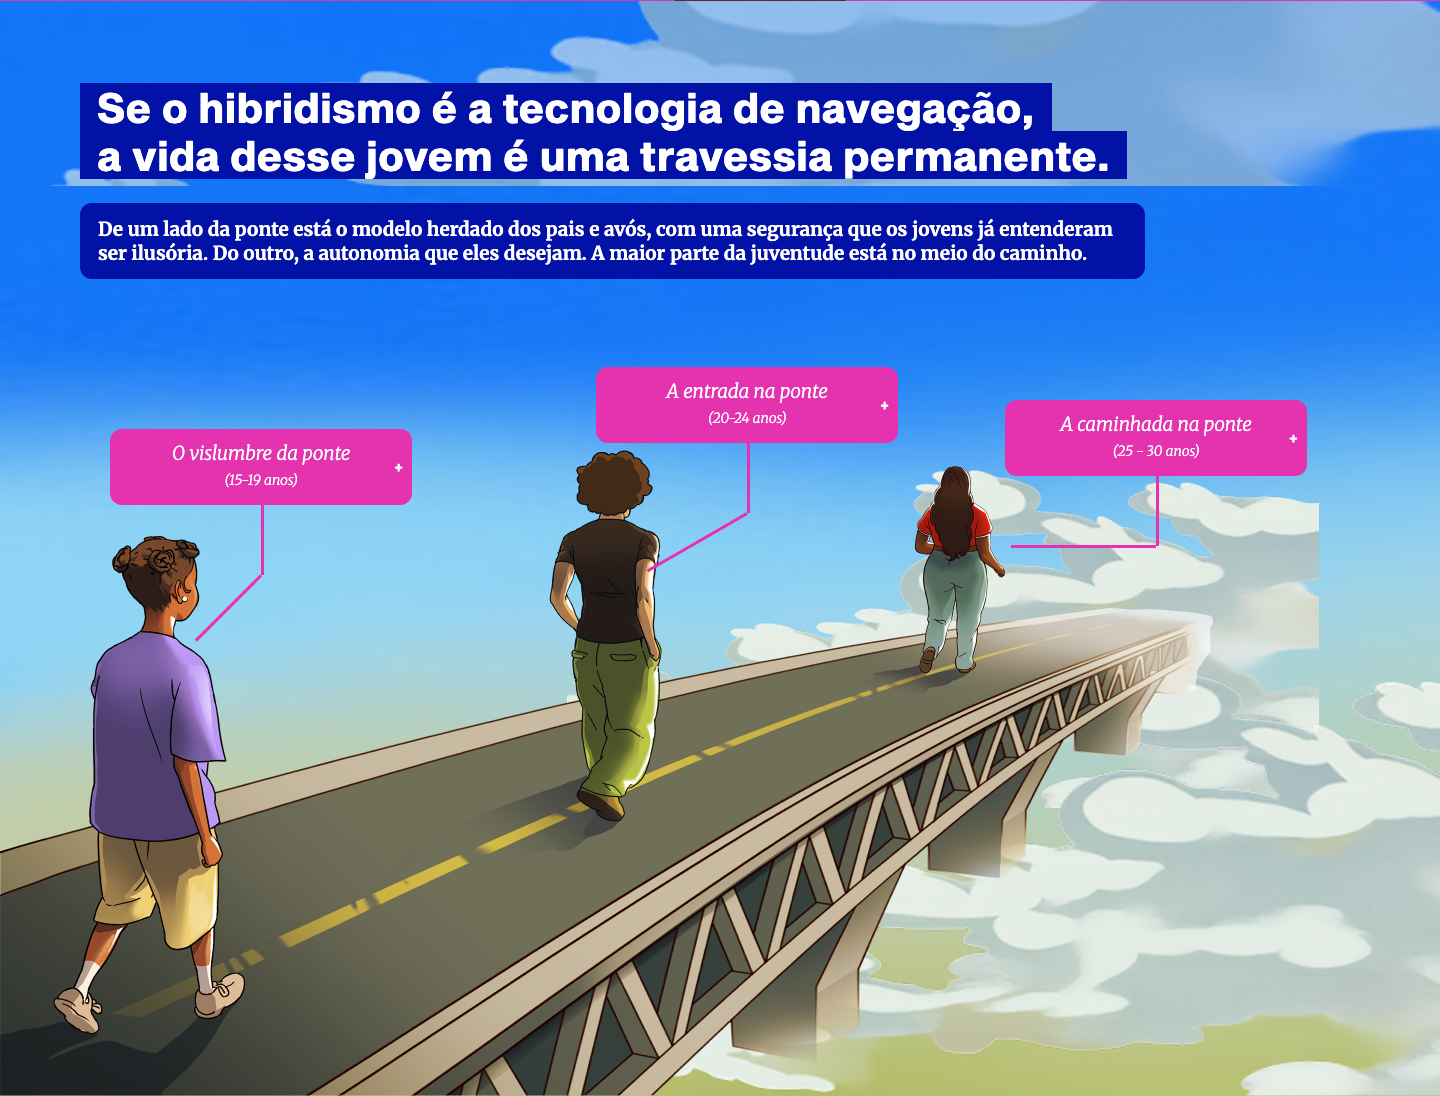 Se o hibridismo é a tecnologia de navegação,
a vida desse jovem é uma travessia permanente.
De um lado da ponte está o modelo herdado dos pais e avós, com uma segurança que os jovens já entenderam
ser ilusória. Do outro, a autonomia que eles desejam. A maior parte da juventude está no meio do caminho.
O vislumbre da ponte
(15-19 anos)
+
A entrada na ponte
(20-24 anos)
+
A caminhada na ponte
(25 - 30 anos)
+